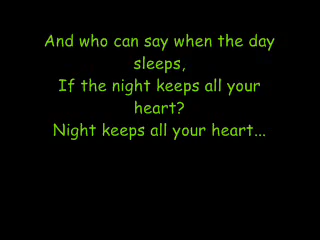 And who can say when the day
sleeps,
If the night keeps all your
heart?
Night keeps all your heart...